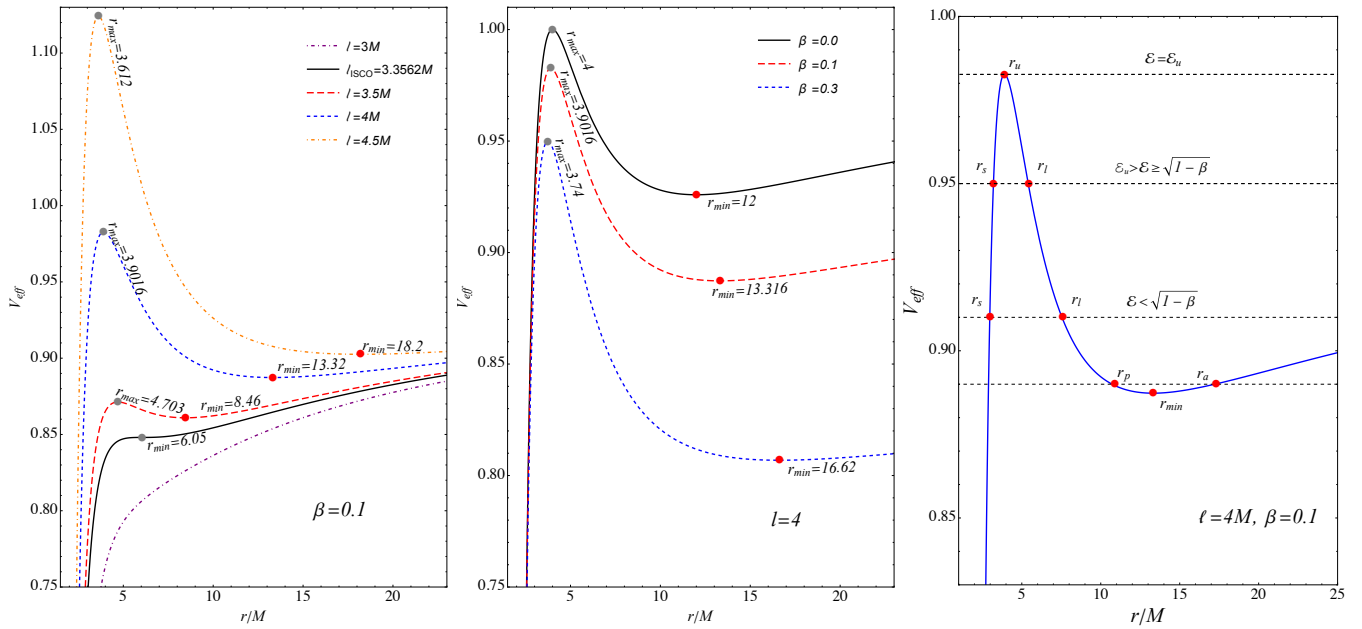 1.10
1.05
1.00
0.95
0.90
0.85
0.80
0.75
V_eff
5
10
15
20
r/M
l=3M
l_ISCO=3.3562M
l=3.5M
l=4M
l=4.5M
r_max=3.612
r_max=3.9016
r_min=18.2
r_min=13.32
r_max=4.703
r_min=8.46
r_min=6.05
β=0.1
1.00
0.95
0.90
0.85
0.80
0.75
V_eff
5
10
15
20
r/M
β=0.0
β=0.1
β=0.3
r_max=4
r_max=3.9016
r_max=3.74
r_min=12
r_min=13.316
r_min=16.62
l=4
1.00
0.95
0.90
0.85
V_eff
5
10
15
20
25
r/M
r_u
ℰ=ℰ_u
r_s
r_l
ℰ_u>ℰ≥√1-β
r_s
r_l
ℰ<√1-β
r_p
r_a
r_min
ℓ=4M, β=0.1